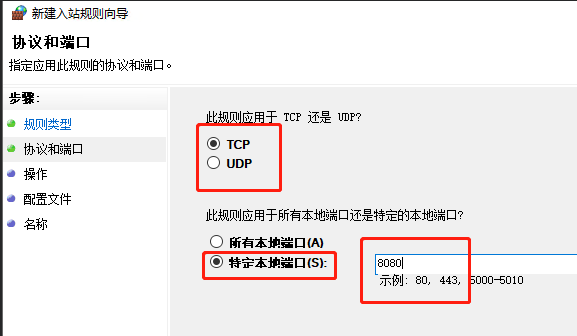 新建入站规则向导
协议和端口
指定应用此规则的协议和端口。
步骤:
规则类型
协议和端口
操作
配置文件
名称
此规则应用于 TCP 还是 UDP?
TCP
UDP
此规则应用于所有本地端口还是特定的本地端口?
所有本地端口(A)
特定本地端口(S):
8080
示例: 80, 443, 5000-5010